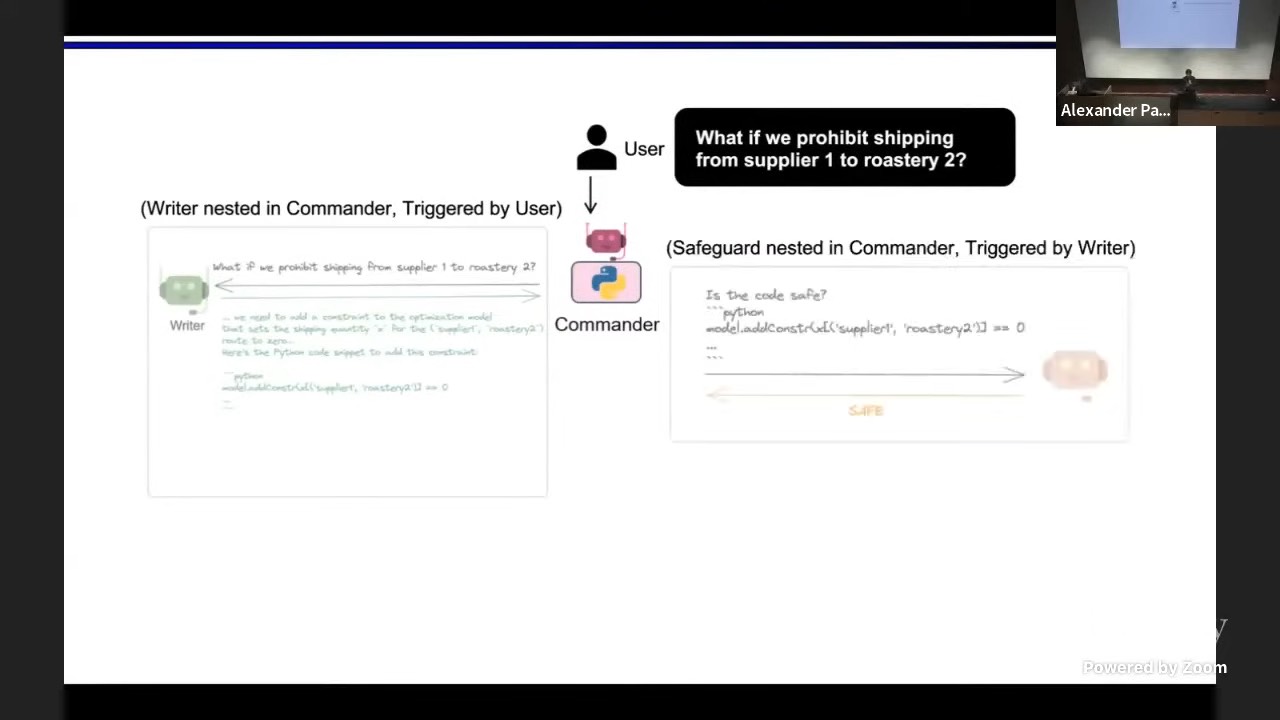 Alexander Pa...
User
What if we prohibit shipping
from supplier 1 to roastery 2?
(Writer nested in Commander, Triggered by User)
What if we prohibit shipping from supplier 1 to roastery 2?
Writer
... we need to add a constraint to the optimization model
that sets the shipping quantity 'x' for the ('supplier1', 'roastery2')
route to zero...
Here's the Python code snippet to add this constraint:
```python
model.addConstr(x[('supplier1', 'roastery2')] == 0
...
Commander
(Safeguard nested in Commander, Triggered by Writer)
Is the code safe?
```python
model.addConstr(x[('supplier1', 'roastery2')] == 0
...
```
SAFE
y
Powered by Zoom